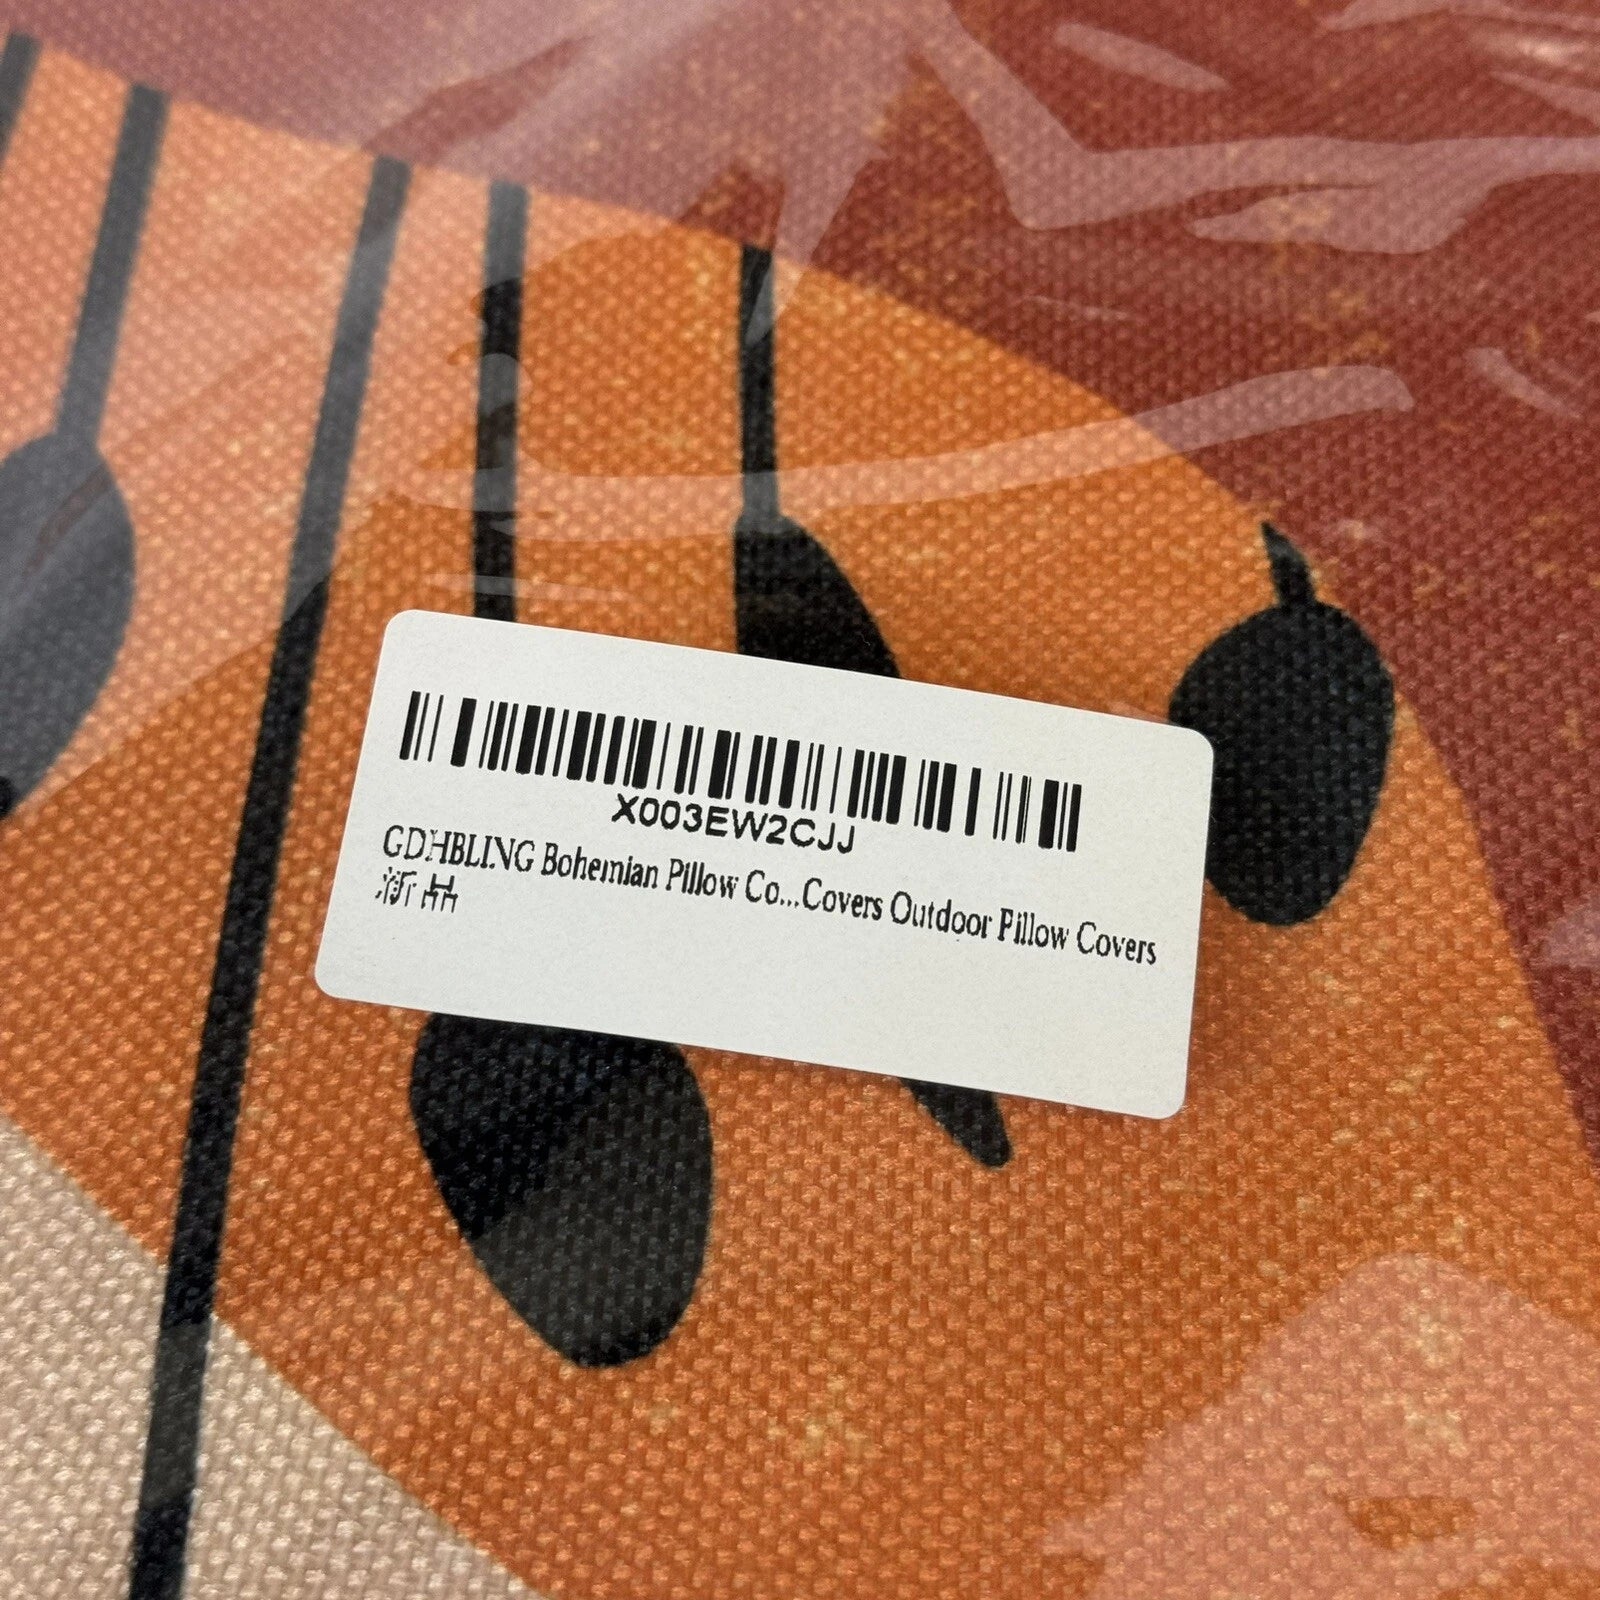 X003EW2CJJ
GDHBLING Bohemian Pillow Co...Covers Outdoor Pillow Covers
新品